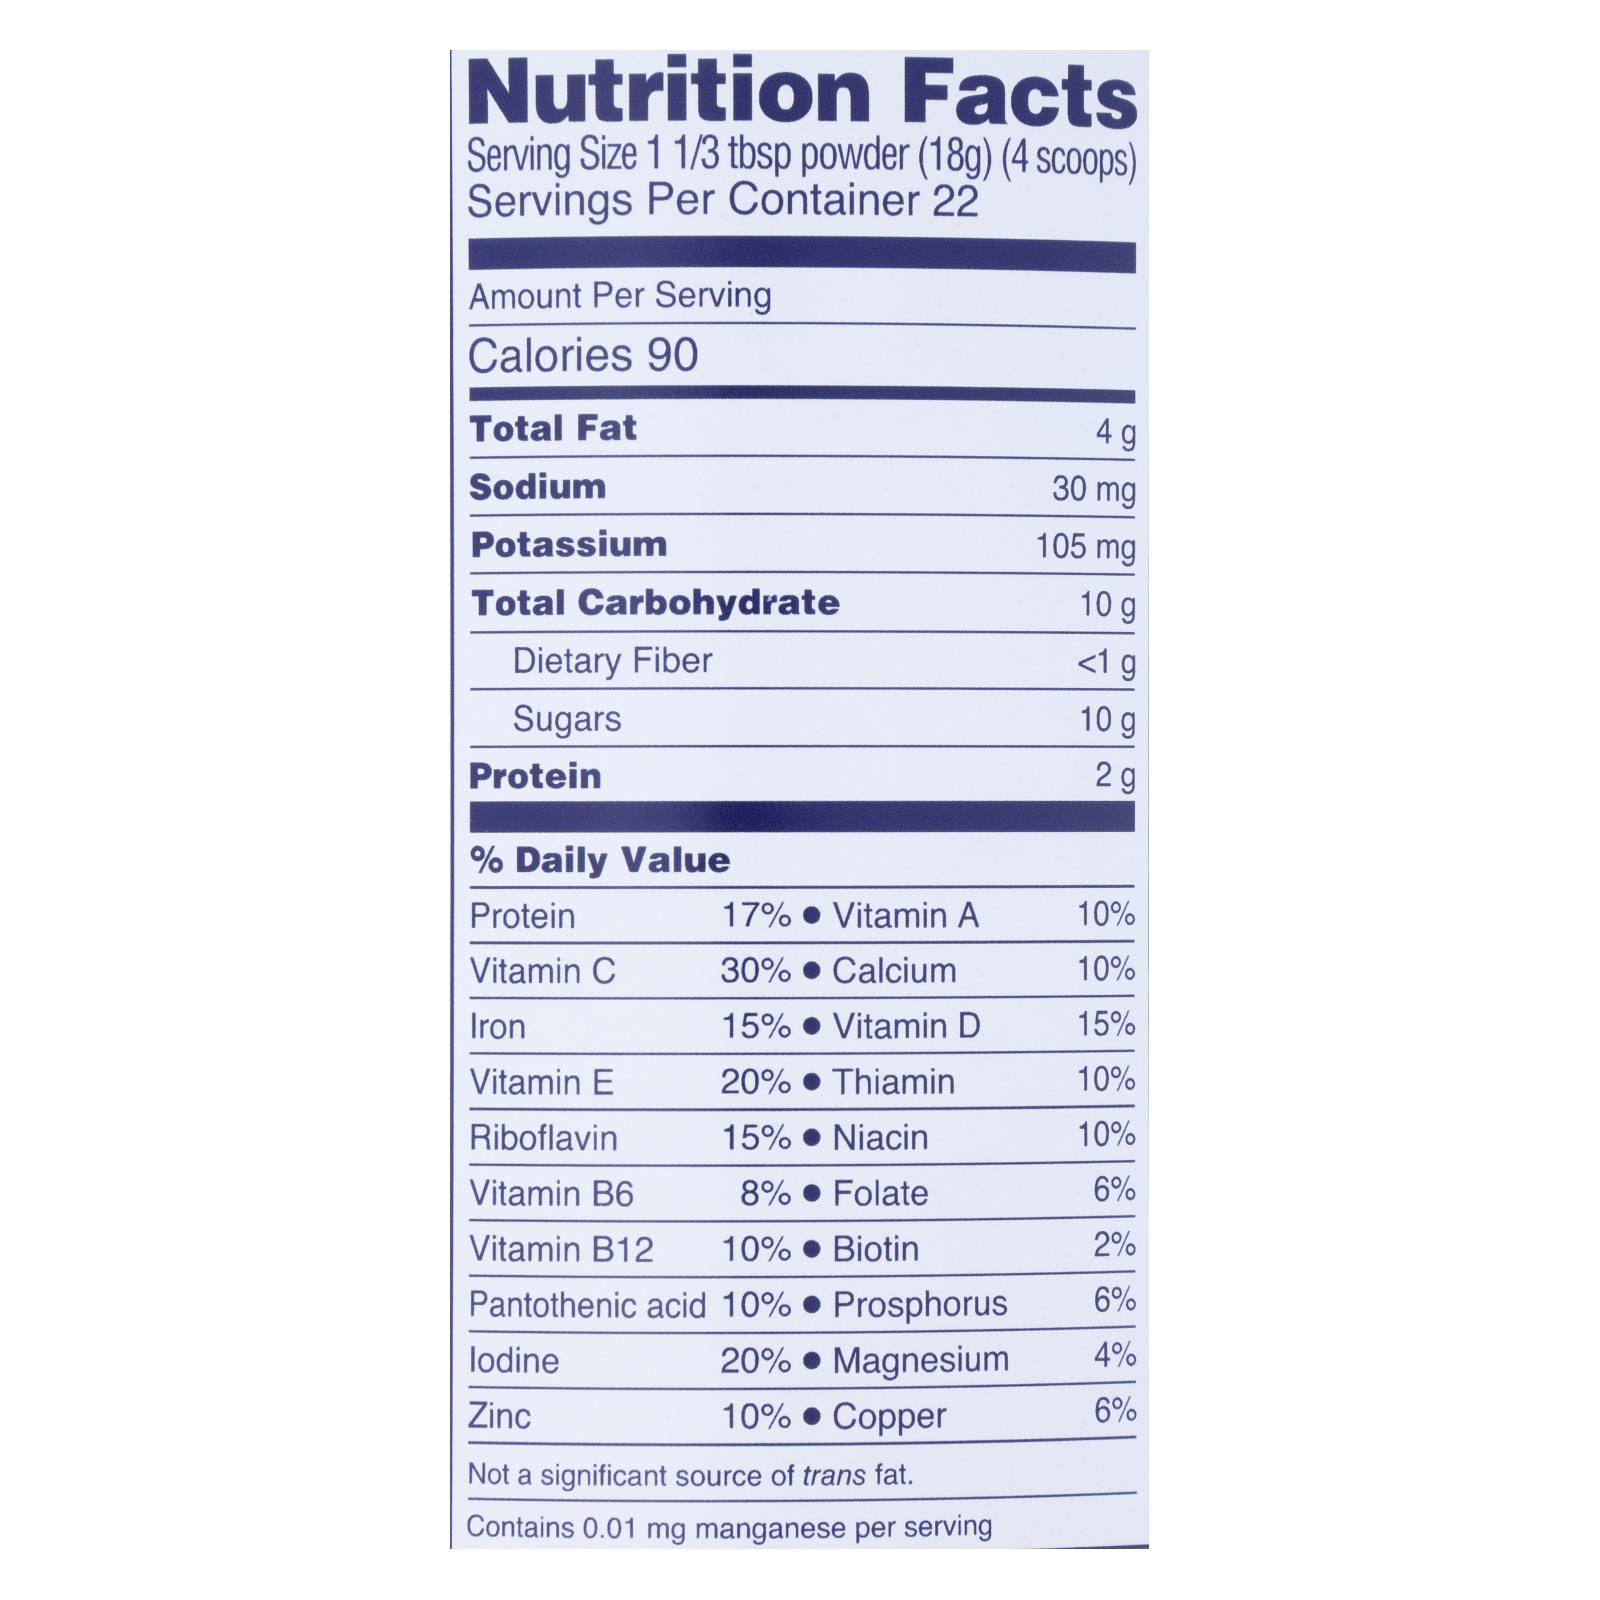 Nutrition Facts
Serving Size 1 1/3 tbsp powder (18g) (4 scoops)
Servings Per Container 22
Amount Per Serving
Calories 90
Total Fat 4 g
Sodium 30 mg
Potassium 105 mg
Total Carbohydrate 10 g
Dietary Fiber <1 g
Sugars 10 g
Protein 2 g
% Daily Value
Protein 17% ● Vitamin A 10%
Vitamin C 30% ● Calcium 10%
Iron 15% ● Vitamin D 15%
Vitamin E 20% ● Thiamin 10%
Riboflavin 15% ● Niacin 10%
Vitamin B6 8% ● Folate 6%
Vitamin B12 10% ● Biotin 2%
Pantothenic acid 10% ● Prosphorus 6%
Iodine 20% ● Magnesium 4%
Zinc 10% ● Copper 6%
Not a significant source of trans fat.
Contains 0.01 mg manganese per serving